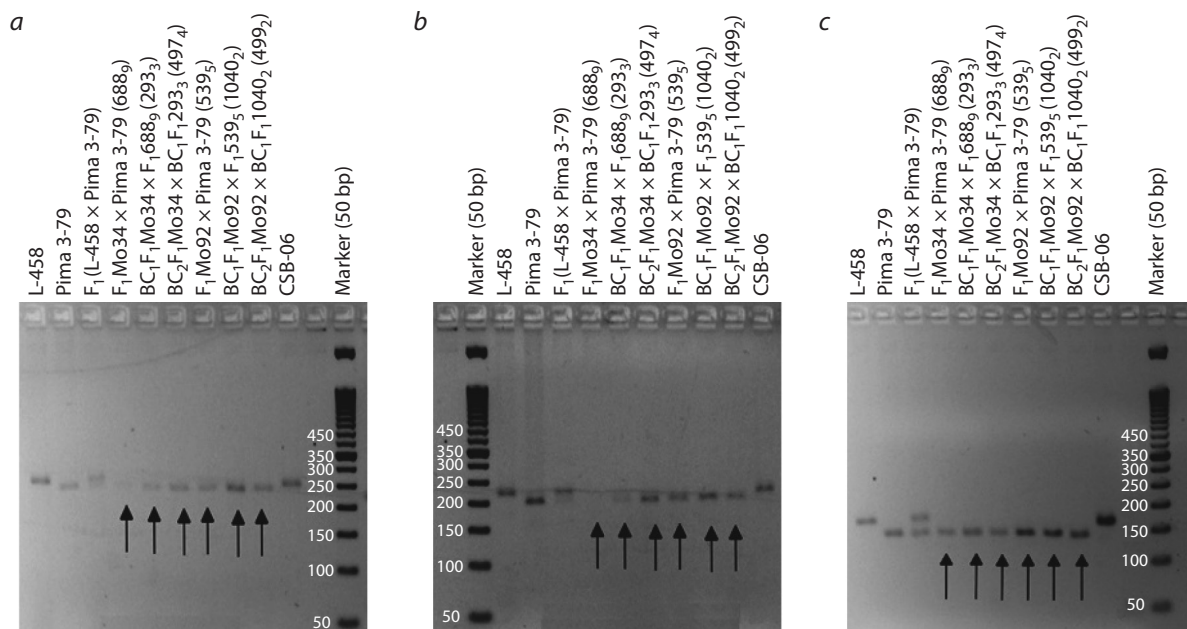 a
L-458
Pima 3-79
F₁(L-458 × Pima 3-79)
F₁Mo34 × Pima 3-79 (688₉)
BC₁F₁Mo34 × F₁688₉ (293₃)
BC₂F₁Mo34 × BC₁F₁293₃ (497₄)
F₁Mo92 × Pima 3-79 (539₅)
BC₁F₁Mo92 × F₁539₅ (1040₂)
BC₂F₁Mo92 × BC₁F₁1040₂ (499₂)
CSB-06
Marker (50 bp)
450
350
300
250
200
150
100
50
b
Marker (50 bp)
L-458
Pima 3-79
F₁(L-458 × Pima 3-79)
F₁Mo34 × Pima 3-79 (688₉)
BC₁F₁Mo34 × F₁688₉ (293₃)
BC₂F₁Mo34 × BC₁F₁293₃ (497₄)
F₁Mo92 × Pima 3-79 (539₅)
BC₁F₁Mo92 × F₁539₅ (1040₂)
BC₂F₁Mo92 × BC₁F₁1040₂ (499₂)
CSB-06
450
350
300
250
200
150
100
50
c
L-458
Pima 3-79
F₁(L-458 × Pima 3-79)
F₁Mo34 × Pima 3-79 (688₉)
BC₁F₁Mo34 × F₁688₉ (293₃)
BC₂F₁Mo34 × BC₁F₁293₃ (497₄)
F₁Mo92 × Pima 3-79 (539₅)
BC₁F₁Mo92 × F₁539₅ (1040₂)
BC₂F₁Mo92 × BC₁F₁1040₂ (499₂)
CSB-06
Marker (50 bp)
450
350
300
250
200
150
100
50